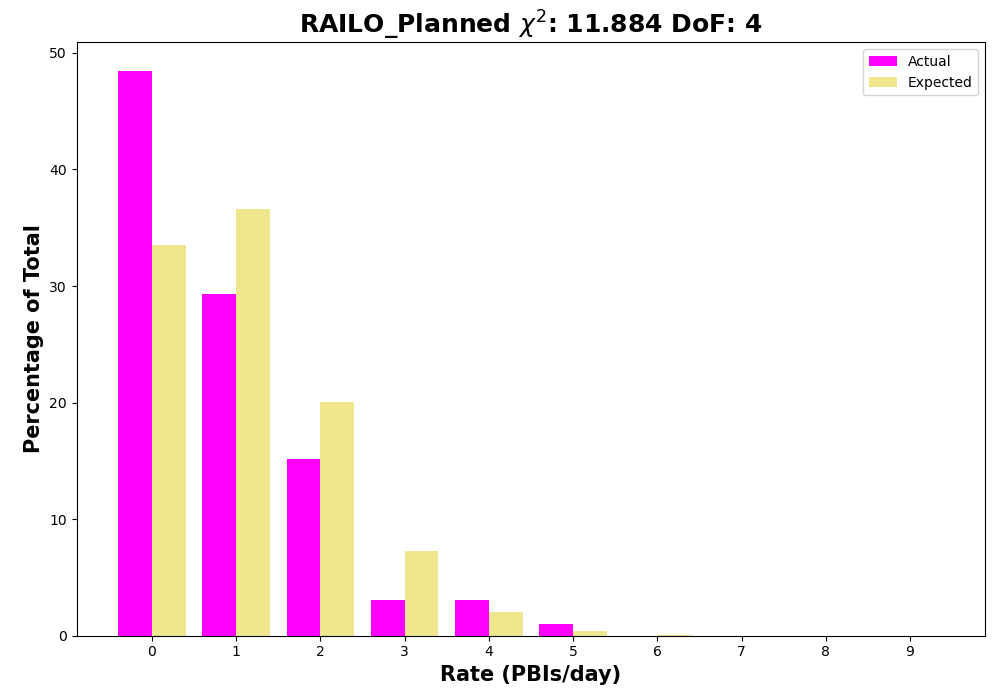 RAILO_Planned χ²: 11.884 DoF: 4
Actual
Expected
50
40
30
20
10
0
Percentage of Total
0 1 2 3 4 5 6 7 8 9
Rate (PBIs/day)